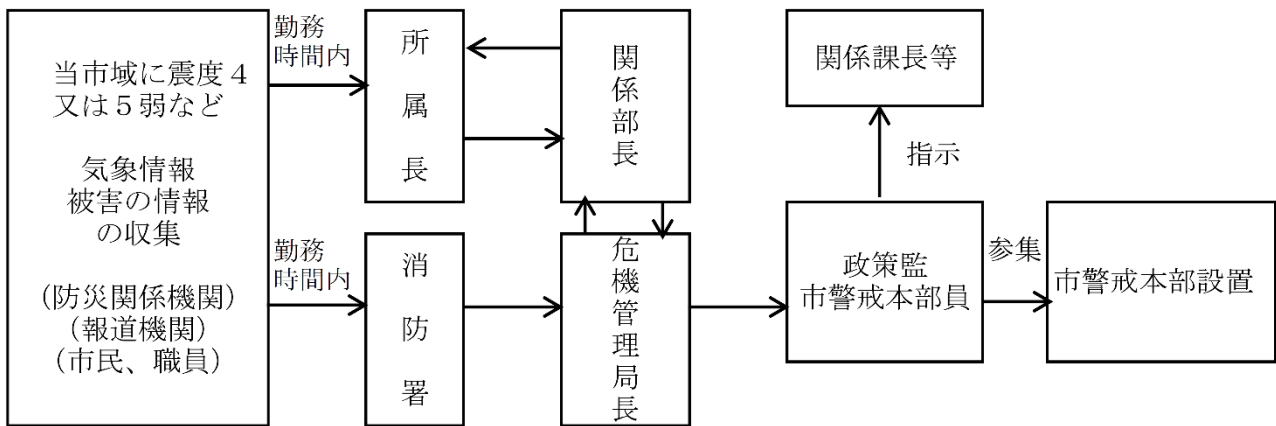 当市域に震度４
又は５弱など
気象情報
被害の情報
の収集
(防災関係機関)
(報道機関)
(市民、職員)
勤務
時間内
勤務
時間内
所属長
消防署
関係部長
危機管理局長
関係課長等
指示
政策監
市警戒本部員
参集
市警戒本部設置